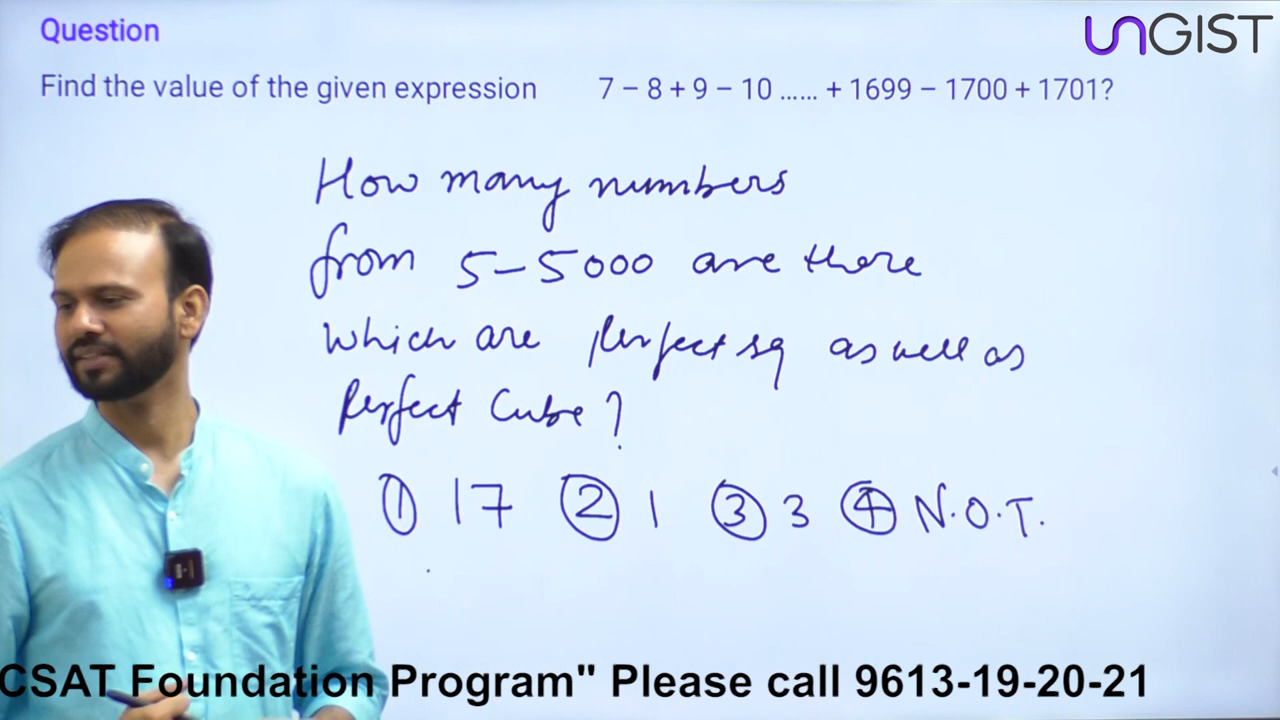 Question
UNGIST
Find the value of the given expression 7 – 8 + 9 – 10 ...... + 1699 – 1700 + 1701?
How many numbers
from 5-5000 are there
which are perfect sq as well as
Perfect Cube?
① 17 ② 1 ③ 3 ④ N.O.T.
CSAT Foundation Program" Please call 9613-19-20-21